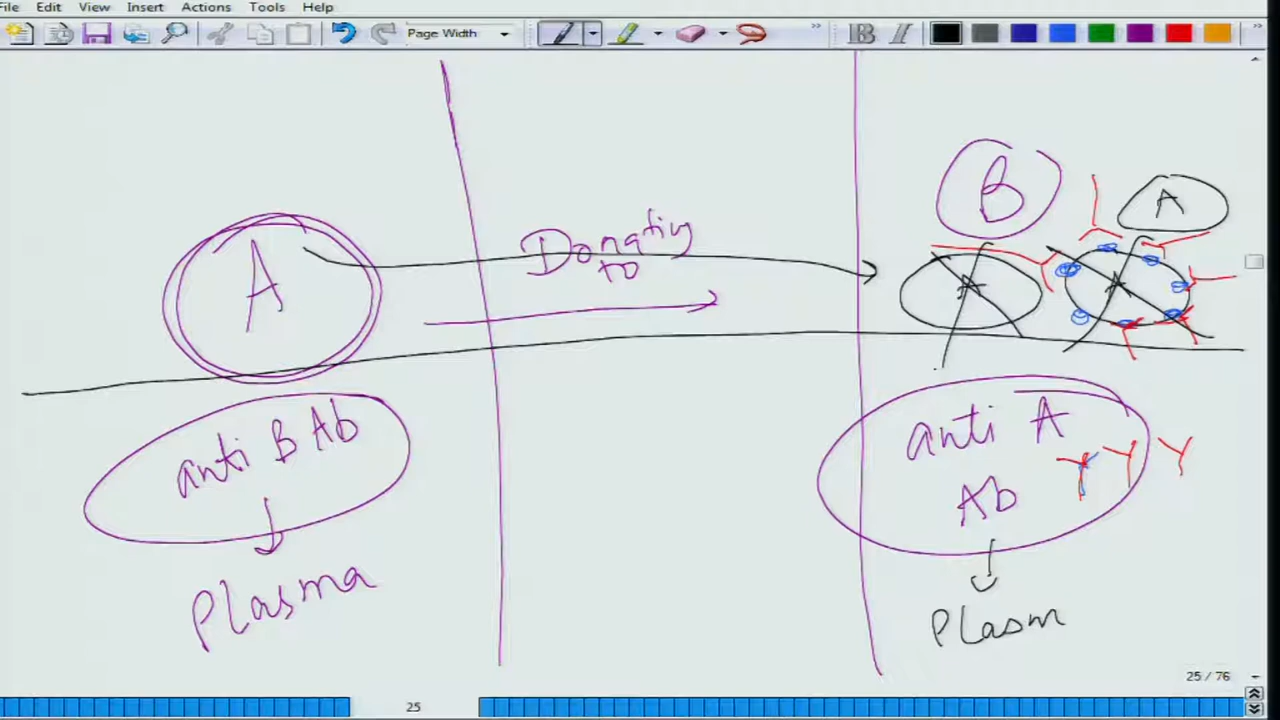 File Edit View Insert Actions Tools Help
Page Width
B I
A
Donating
to
B
A
A
A
anti B Ab
Plasma
anti A
Ab
Plasm
25 / 76
25